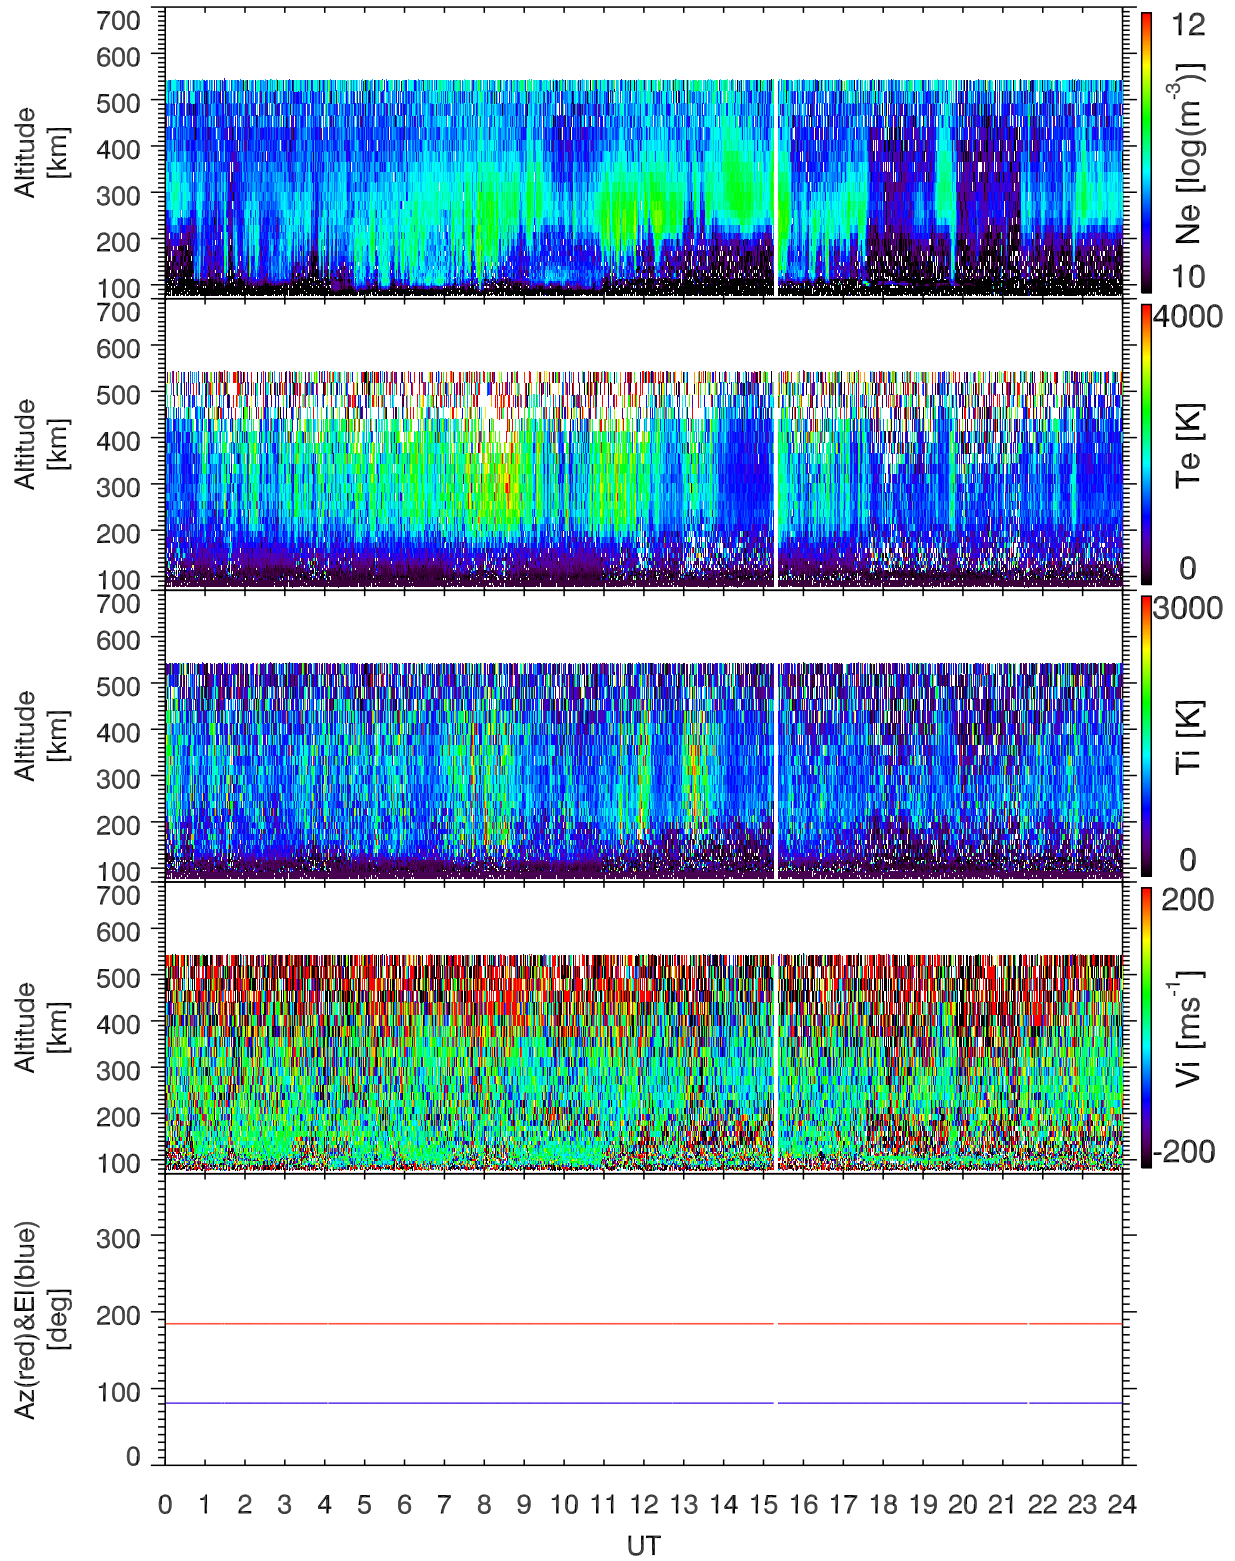 700
600
500
400
300
200
100
Altitude
[km]
12
10
Ne [log(m⁻³)]
700
600
500
400
300
200
100
Altitude
[km]
4000
0
Te [K]
700
600
500
400
300
200
100
Altitude
[km]
3000
0
Ti [K]
700
600
500
400
300
200
100
Altitude
[km]
200
-200
Vi [ms⁻¹]
300
200
100
0
Az(red)&El(blue)
[deg]
0 1 2 3 4 5 6 7 8 9 10 11 12 13 14 15 16 17 18 19 20 21 22 23 24
UT